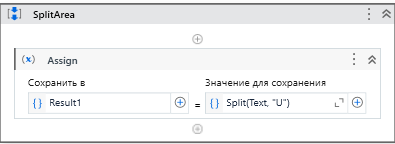 SplitArea
(x) Assign
Сохранить в Значение для сохранения
{} Result1 = {} Split(Text, "U")